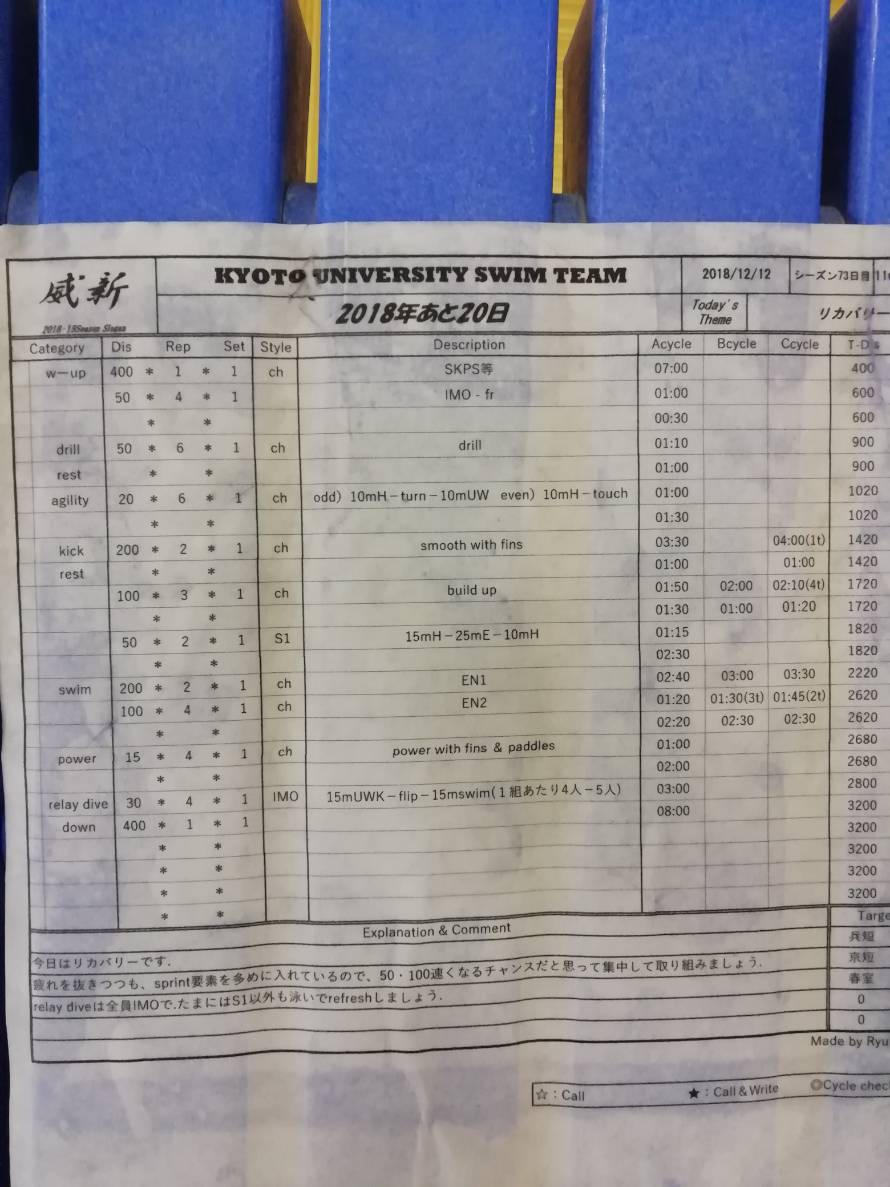 威新
2018-19Season Slogan
KYOTO UNIVERSITY SWIM TEAM
2018/12/12 シーズン73日目
2018年あと20日
Today's Theme リカバリー
Category Dis Rep Set Style Description Acycle Bcycle Ccycle T-Dis
w-up 400 * 1 * 1 ch SKPS等 07:00 400
50 * 4 * 1 IMO - fr 01:00 600
* * 00:30 600
drill 50 * 6 * 1 ch drill 01:10 900
rest * * 01:00 900
agility 20 * 6 * 1 ch odd) 10mH-turn-10mUW even) 10mH-touch 01:00 1020
* * 01:30 1020
kick 200 * 2 * 1 ch smooth with fins 03:30 04:00(1t) 1420
rest * * 01:00 01:00 1420
100 * 3 * 1 ch build up 01:50 02:00 02:10(4t) 1720
* * 01:30 01:00 01:20 1720
50 * 2 * 1 S1 15mH-25mE-10mH 01:15 1820
* * 02:30 1820
swim 200 * 2 * 1 ch EN1 02:40 03:00 03:30 2220
100 * 4 * 1 ch EN2 01:20 01:30(3t) 01:45(2t) 2620
* * 02:20 02:30 02:30 2620
power 15 * 4 * 1 ch power with fins & paddles 01:00 2680
* * 02:00 2680
relay dive 30 * 4 * 1 IMO 15mUWK-flip-15mswim(1組あたり4人-5人) 03:00 2800
down 400 * 1 * 1 08:00 3200
* * 3200
* * 3200
* * 3200
* *
Explanation & Comment
今日はリカバリーです.
疲れを抜きつつも、sprint要素を多めに入れているので、50・100速くなるチャンスだと思って集中して取り組みましょう.
relay diveは全員IMOで.たまにはS1以外も泳いでrefreshしましょう.
Targe
兵短
京短
春室
0
0
Made by Ryu
☆：Call ★：Call＆Write ◎Cycle chec